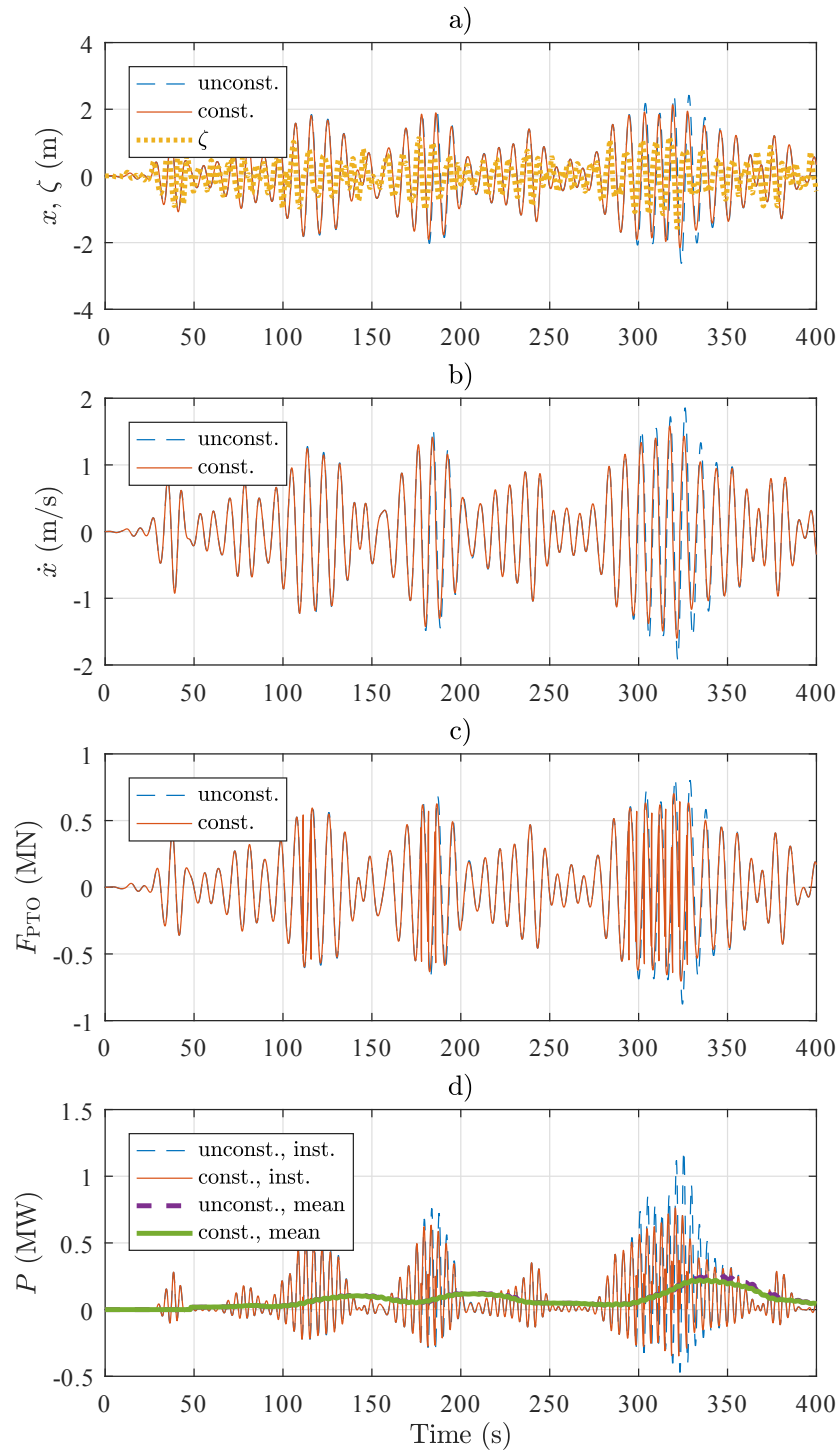 a)
4
2
0
-2
-4
x, ζ (m)
unconst.
const.
ζ
0 50 100 150 200 250 300 350 400
b)
2
1
0
-1
-2
ẋ (m/s)
unconst.
const.
0 50 100 150 200 250 300 350 400
c)
1
0.5
0
-0.5
-1
F_PTO (MN)
unconst.
const.
0 50 100 150 200 250 300 350 400
d)
1.5
1
0.5
0
-0.5
P (MW)
unconst., inst.
const., inst.
unconst., mean
const., mean
0 50 100 150 200 250 300 350 400
Time (s)